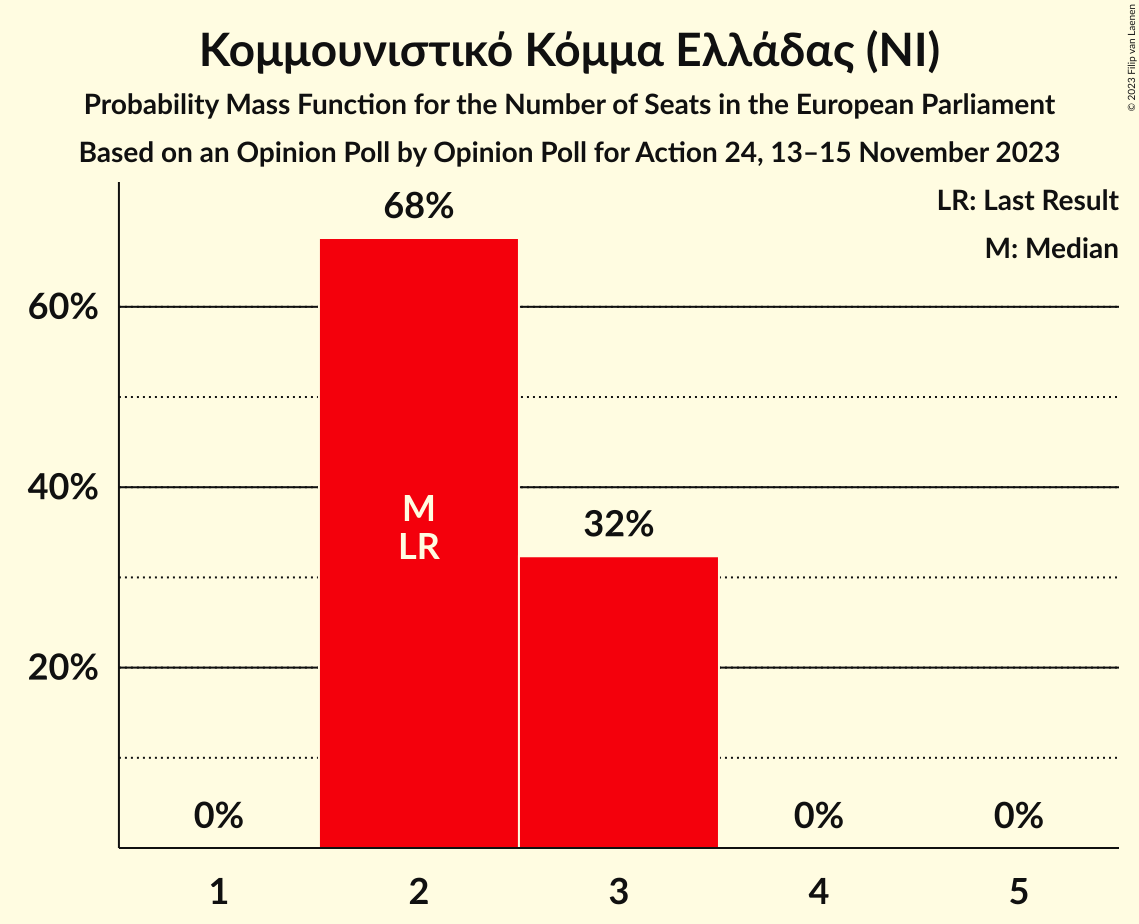 Κομμουνιστικό Κόμμα Ελλάδας (NI)
Probability Mass Function for the Number of Seats in the European Parliament
Based on an Opinion Poll by Opinion Poll for Action 24, 13–15 November 2023
© 2023 Filip van Laenen
LR: Last Result
M: Median
68%
60%
40%
M
LR
32%
20%
0%
0%
0%
1
2
3
4
5